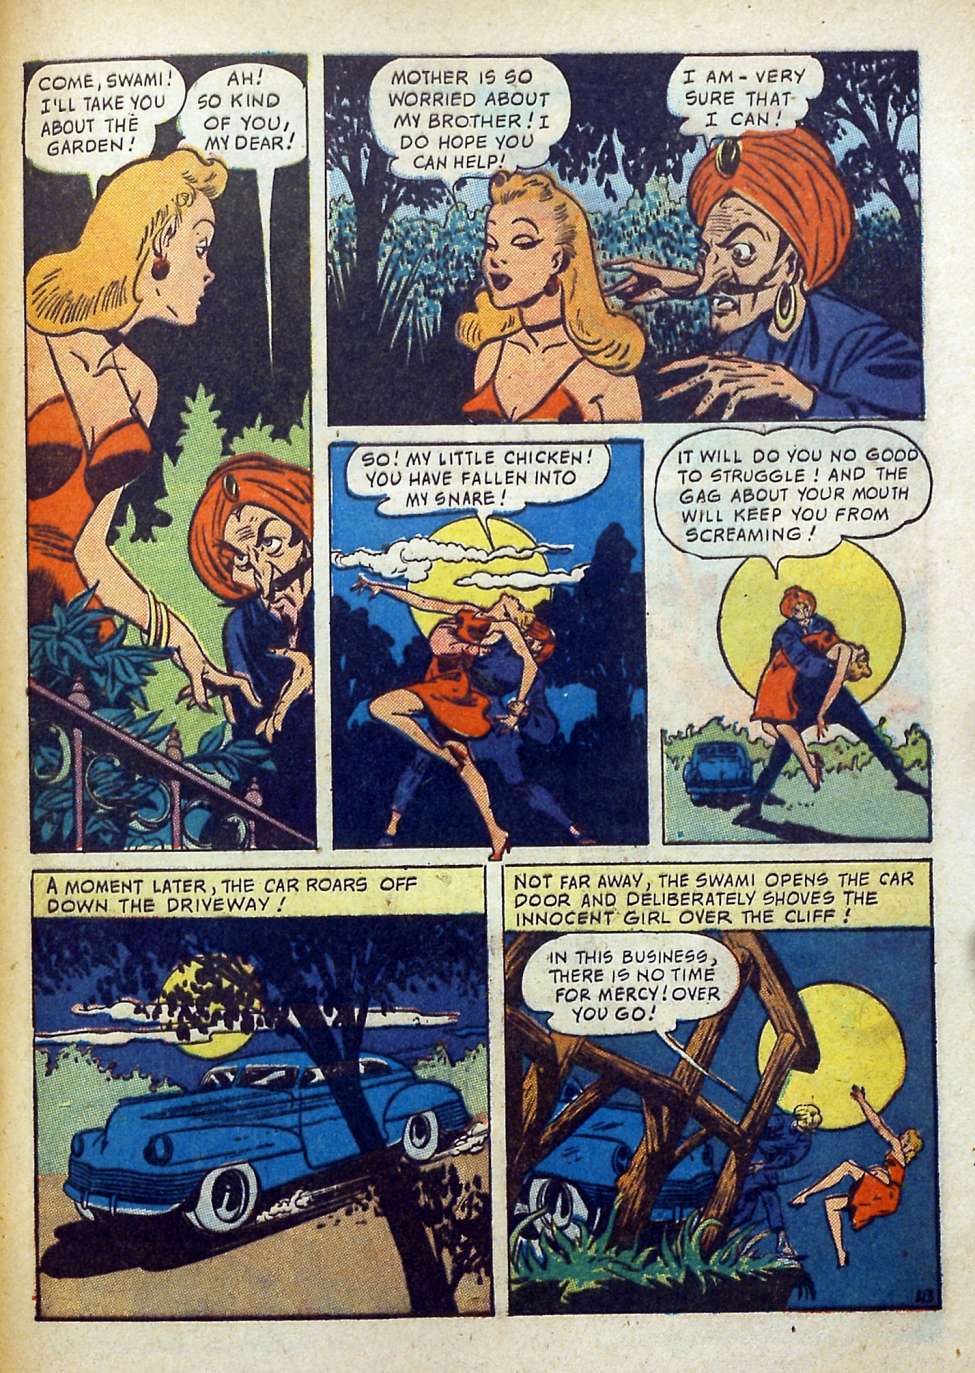 COME, SWAMI!
I'LL TAKE YOU
ABOUT THE
GARDEN!
AH!
SO KIND
OF YOU,
MY DEAR!
MOTHER IS SO
WORRIED ABOUT
MY BROTHER! I
DO HOPE YOU
CAN HELP!
I AM - VERY
SURE THAT
I CAN!
SO! MY LITTLE CHICKEN!
YOU HAVE FALLEN INTO
MY SNARE!
IT WILL DO YOU NO GOOD
TO STRUGGLE! AND THE
GAG ABOUT YOUR MOUTH
WILL KEEP YOU FROM
SCREAMING!
A MOMENT LATER, THE CAR ROARS OFF
DOWN THE DRIVEWAY!
NOT FAR AWAY, THE SWAMI OPENS THE CAR
DOOR AND DELIBERATELY SHOVES THE
INNOCENT GIRL OVER THE CLIFF!
IN THIS BUSINESS,
THERE IS NO TIME
FOR MERCY! OVER
YOU GO!